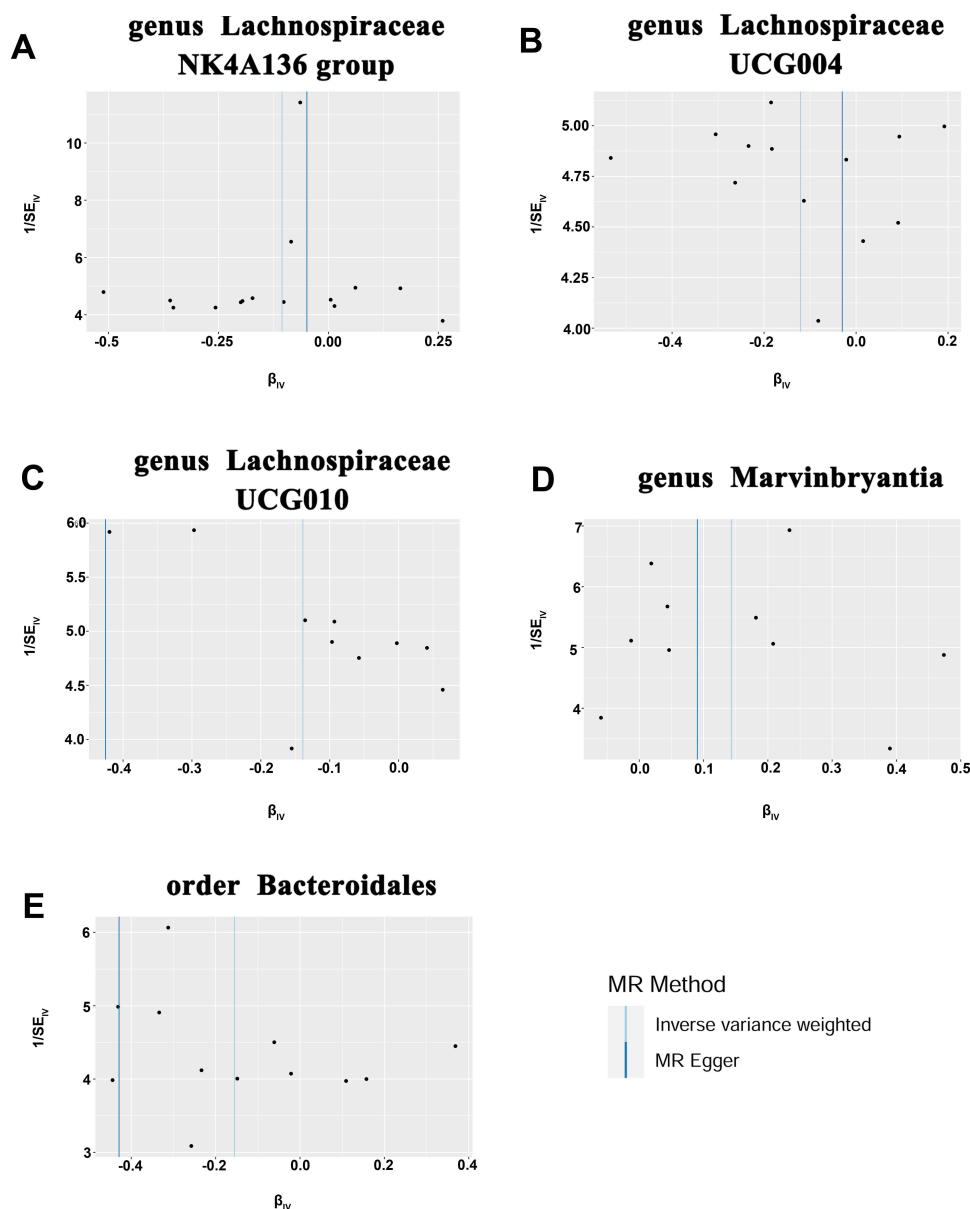 A
genus Lachnospiraceae
NK4A136 group
10
8
6
4
1/SE_IV
-0.5
-0.25
0.00
0.25
β_IV
B
genus Lachnospiraceae
UCG004
5.00
4.75
4.50
4.25
4.00
1/SE_IV
-0.4
-0.2
0.0
0.2
β_IV
C
genus Lachnospiraceae
UCG010
6.0
5.5
5.0
4.5
4.0
1/SE_IV
-0.4
-0.3
-0.2
-0.1
0.0
β_IV
D
genus Marvinbryantia
7
6
5
4
1/SE_IV
0.0
0.1
0.2
0.3
0.4
0.5
β_IV
E
order Bacteroidales
6
5
4
3
1/SE_IV
-0.4
-0.2
0.0
0.2
0.4
β_IV
MR Method
Inverse variance weighted
MR Egger